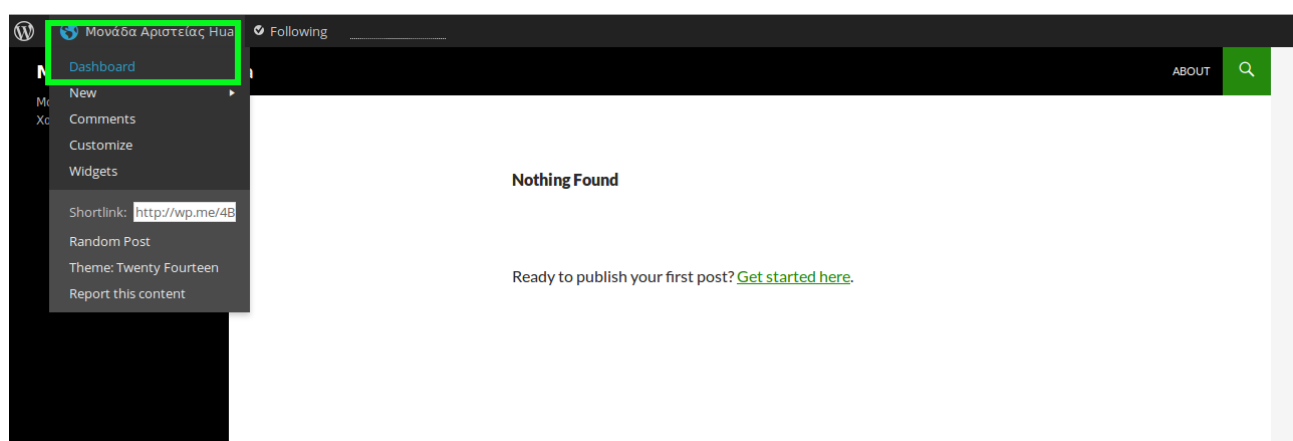 Μονάδα Αριστείας Hua Following
Dashboard
ABOUT
New
Comments
Customize
Widgets
Nothing Found
Shortlink: http://wp.me/4B
Random Post
Theme: Twenty Fourteen
Ready to publish your first post? Get started here.
Report this content